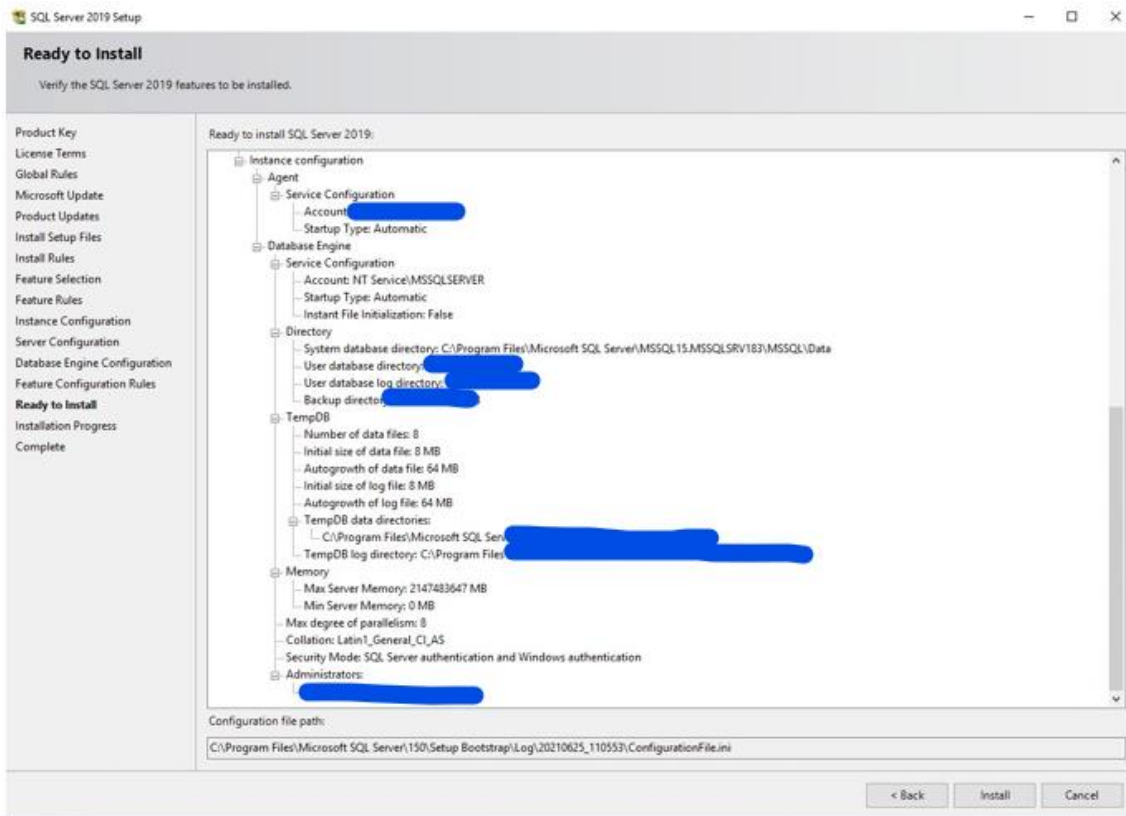 SQL Server 2019 Setup
Ready to Install
Verify the SQL Server 2019 features to be installed.
Product Key
License Terms
Global Rules
Microsoft Update
Product Updates
Install Setup Files
Install Rules
Feature Selection
Feature Rules
Instance Configuration
Server Configuration
Database Engine Configuration
Feature Configuration Rules
Ready to Install
Installation Progress
Complete
Ready to install SQL Server 2019:
Instance configuration
Agent
Service Configuration
Account
Startup Type: Automatic
Database Engine
Service Configuration
Account: NT Service\MSSQLSERVER
Startup Type: Automatic
Instant File Initialization: False
Directory
System database directory: C:\Program Files\Microsoft SQL Server\MSSQL15.MSSQLSRV183\MSSQL\Data
User database directory:
User database log directory:
Backup director
TempDB
Number of data files: 8
Initial size of data file: 8 MB
Autogrowth of data file: 64 MB
Initial size of log file: 8 MB
Autogrowth of log file: 64 MB
TempDB data directories:
C:\Program Files\Microsoft SQL Serv
TempDB log directory: C:\Program Files
Memory
Max Server Memory: 2147483647 MB
Min Server Memory: 0 MB
Max degree of parallelism: 8
Collation: Latin1_General_CI_AS
Security Mode: SQL Server authentication and Windows authentication
Administrators:
Configuration file path:
C:\Program Files\Microsoft SQL Server\150\Setup Bootstrap\Log\20210625_110553\ConfigurationFile.ini
< Back
Install
Cancel